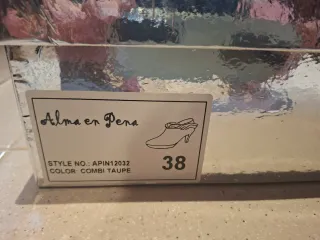 Alma en Pena
STYLE NO.: APIN12032
COLOR: COMBI TAUPE
38